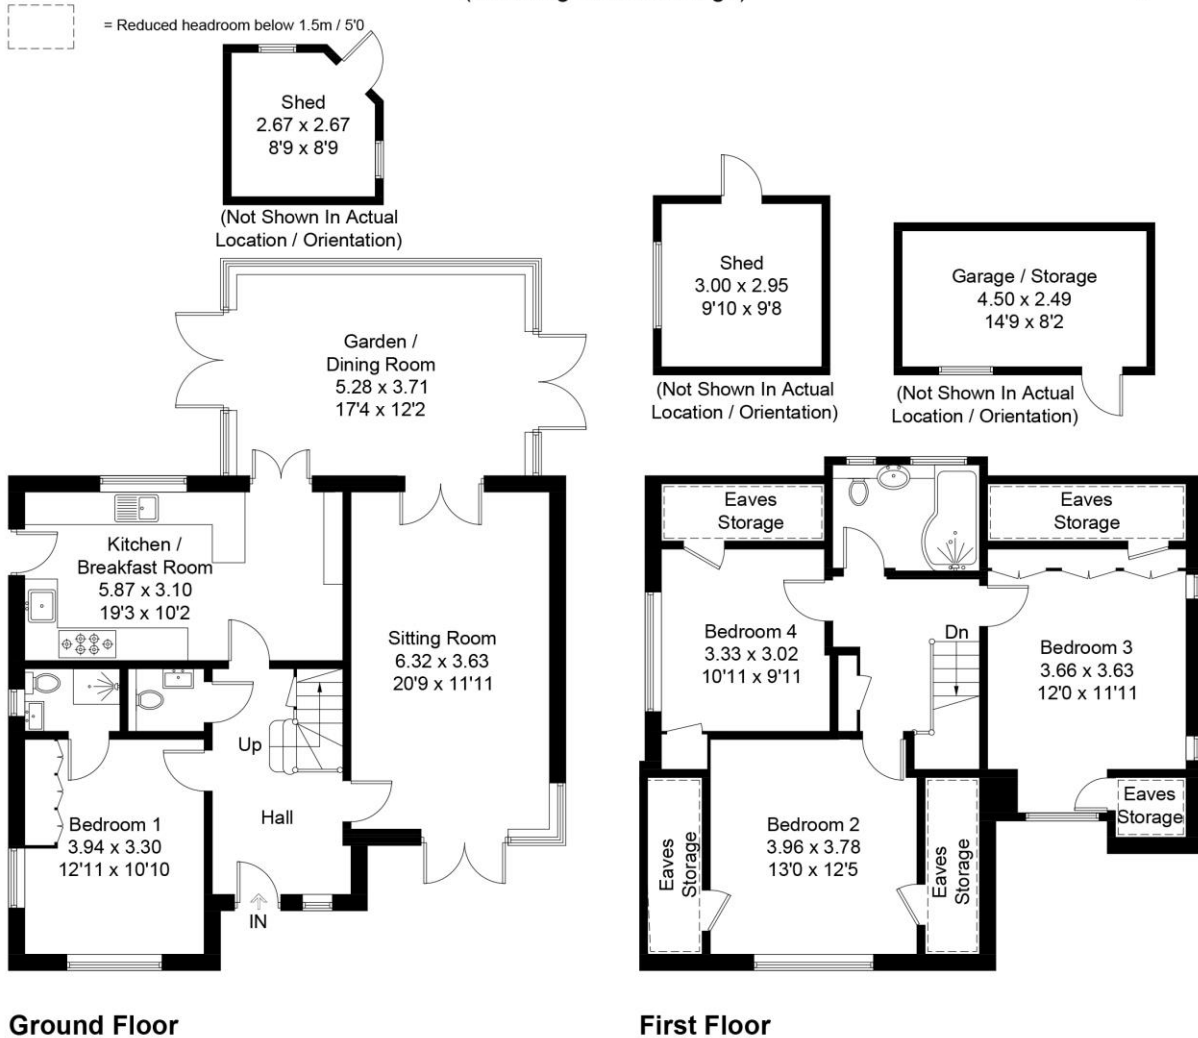 = Reduced headroom below 1.5m / 5'0
Shed
2.67 x 2.67
8'9 x 8'9
(Not Shown In Actual
Location / Orientation)
Shed
3.00 x 2.95
9'10 x 9'8
(Not Shown In Actual
Location / Orientation)
Garage / Storage
4.50 x 2.49
14'9 x 8'2
(Not Shown In Actual
Location / Orientation)
Garden /
Dining Room
5.28 x 3.71
17'4 x 12'2
Kitchen /
Breakfast Room
5.87 x 3.10
19'3 x 10'2
Sitting Room
6.32 x 3.63
20'9 x 11'11
Up
Hall
Bedroom 1
3.94 x 3.30
12'11 x 10'10
IN
Ground Floor
Eaves
Storage
Eaves
Storage
Bedroom 4
3.33 x 3.02
10'11 x 9'11
Dn
Bedroom 3
3.66 x 3.63
12'0 x 11'11
Eaves
Storage
Bedroom 2
3.96 x 3.78
13'0 x 12'5
Eaves
Storage
Eaves
Storage
First Floor